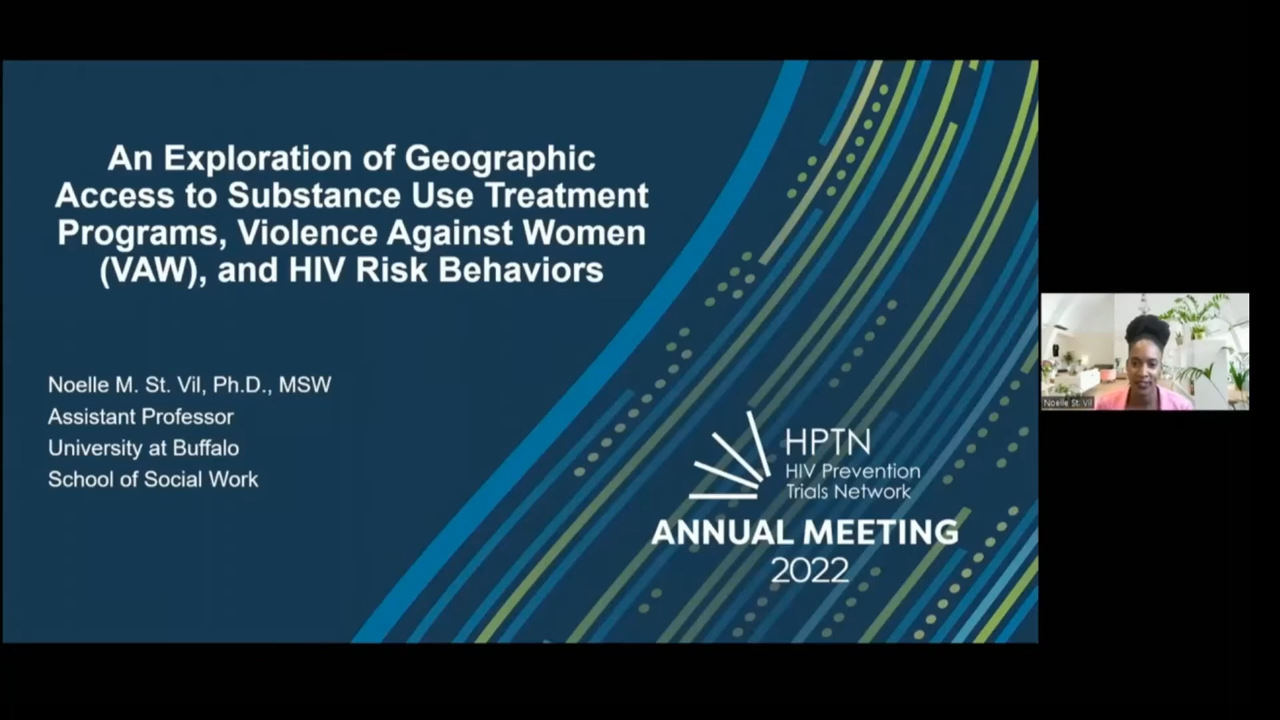 An Exploration of Geographic
Access to Substance Use Treatment
Programs, Violence Against Women
(VAW), and HIV Risk Behaviors
Noelle M. St. Vil, Ph.D., MSW
Assistant Professor
University at Buffalo
School of Social Work
HPTN
HIV Prevention
Trials Network
ANNUAL MEETING
2022
Noelle St. Vil